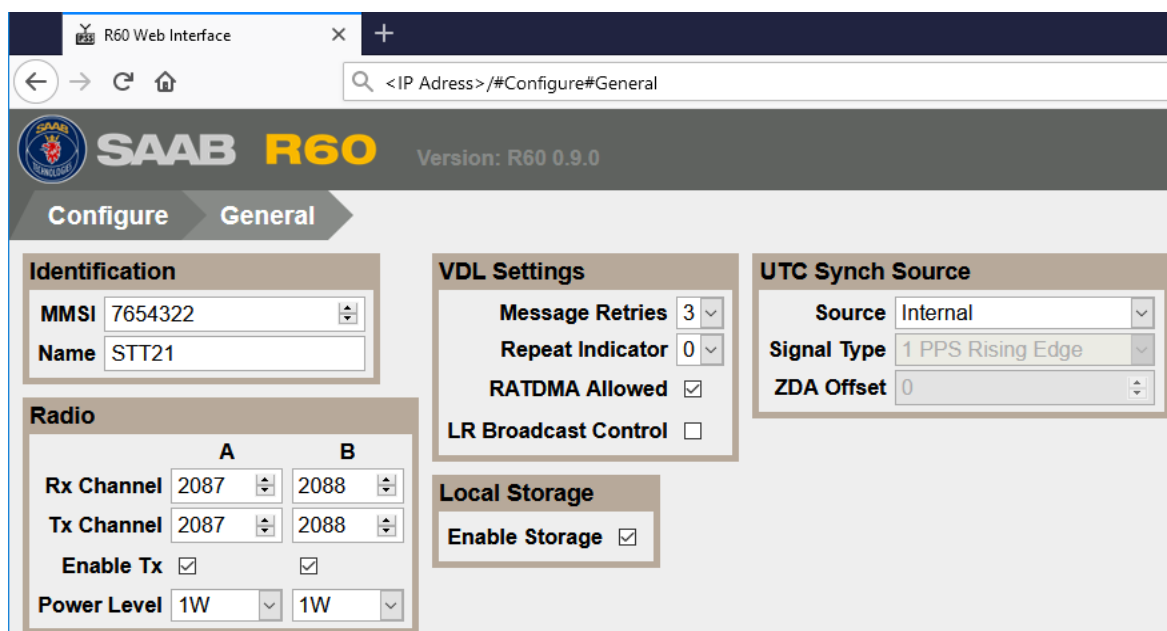 R60 Web Interface
<IP Adress>/#Configure#General
SAAB
TECHNOLOGIES
SAAB R60 Version: R60 0.9.0
Configure General
Identification
MMSI 7654322
Name STT21
Radio
A B
Rx Channel 2087 2088
Tx Channel 2087 2088
Enable Tx
Power Level 1W 1W
VDL Settings
Message Retries 3
Repeat Indicator 0
RATDMA Allowed
LR Broadcast Control
Local Storage
Enable Storage
UTC Synch Source
Source Internal
Signal Type 1 PPS Rising Edge
ZDA Offset 0